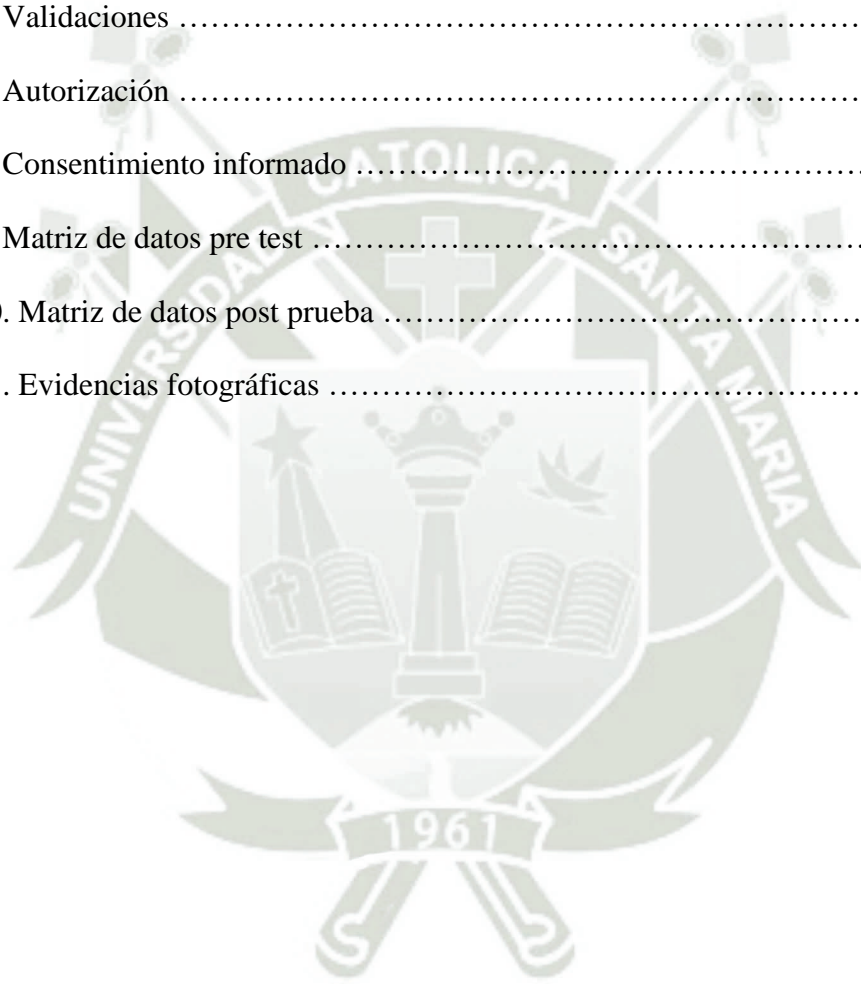 Validaciones ……………………………………………………………
Autorización ……………………………………………………………
Consentimiento informado ……………………………………………
Matriz de datos pre test …………………………………………………
. Matriz de datos post prueba …………………………………………
. Evidencias fotográficas ………………………………………………
UNIVERSIDAD CATOLICA SANTA MARIA
1961